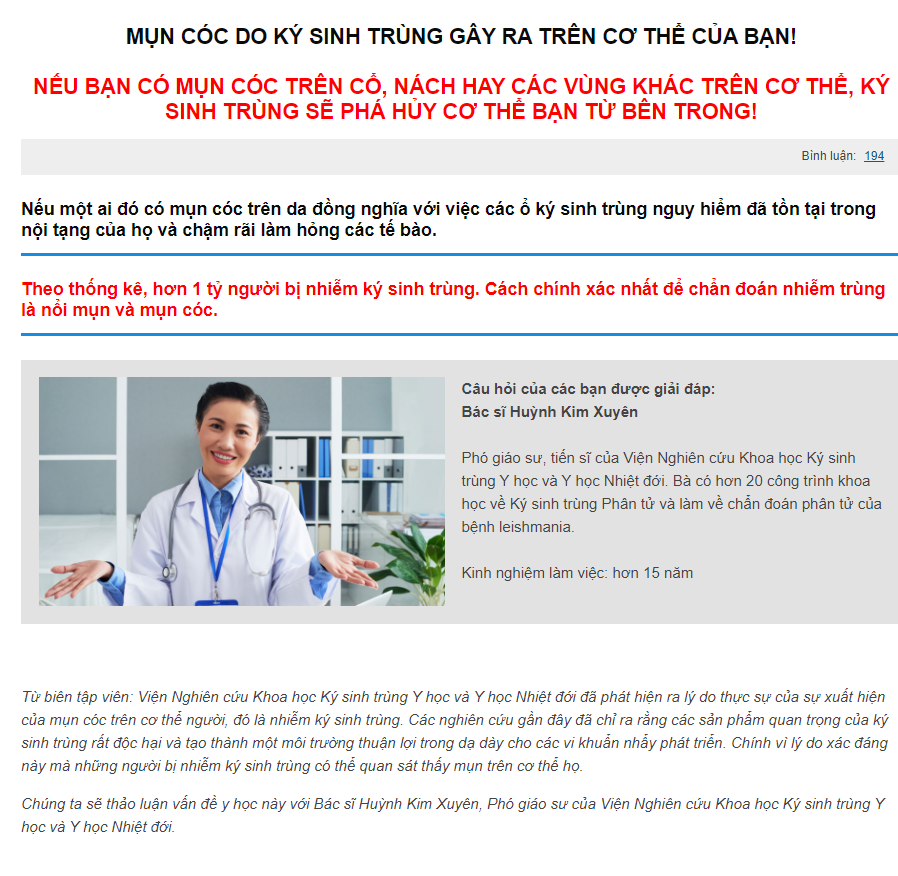 MỤN CÓC DO KÝ SINH TRÙNG GÂY RA TRÊN CƠ THỂ CỦA BẠN!
NẾU BẠN CÓ MỤN CÓC TRÊN CỔ, NÁCH HAY CÁC VÙNG KHÁC TRÊN CƠ THỂ, KÝ
SINH TRÙNG SẼ PHÁ HỦY CƠ THỂ BẠN TỪ BÊN TRONG!
Bình luận: 194
Nếu một ai đó có mụn cóc trên da đồng nghĩa với việc các ổ ký sinh trùng nguy hiểm đã tồn tại trong
nội tạng của họ và chậm rãi làm hỏng các tế bào.
Theo thống kê, hơn 1 tỷ người bị nhiễm ký sinh trùng. Cách chính xác nhất để chẩn đoán nhiễm trùng
là nổi mụn và mụn cóc.
Câu hỏi của các bạn được giải đáp:
Bác sĩ Huỳnh Kim Xuyên
Phó giáo sư, tiến sĩ của Viện Nghiên cứu Khoa học Ký sinh
trùng Y học và Y học Nhiệt đới. Bà có hơn 20 công trình khoa
học về Ký sinh trùng Phân tử và làm về chẩn đoán phân tử của
bệnh leishmania.
Kinh nghiệm làm việc: hơn 15 năm
Từ biên tập viên: Viện Nghiên cứu Khoa học Ký sinh trùng Y học và Y học Nhiệt đới đã phát hiện ra lý do thực sự của sự xuất hiện
của mụn cóc trên cơ thể người, đó là nhiễm ký sinh trùng. Các nghiên cứu gần đây đã chỉ ra rằng các sản phẩm quan trọng của ký
sinh trùng rất độc hại và tạo thành một môi trường thuận lợi trong dạ dày cho các vi khuẩn nhẩy phát triển. Chính vì lý do xác đáng
này mà những người bị nhiễm ký sinh trùng có thể quan sát thấy mụn trên cơ thể họ.
Chúng ta sẽ thảo luận vấn đề y học này với Bác sĩ Huỳnh Kim Xuyên, Phó giáo sư của Viện Nghiên cứu Khoa học Ký sinh trùng Y
học và Y học Nhiệt đới.